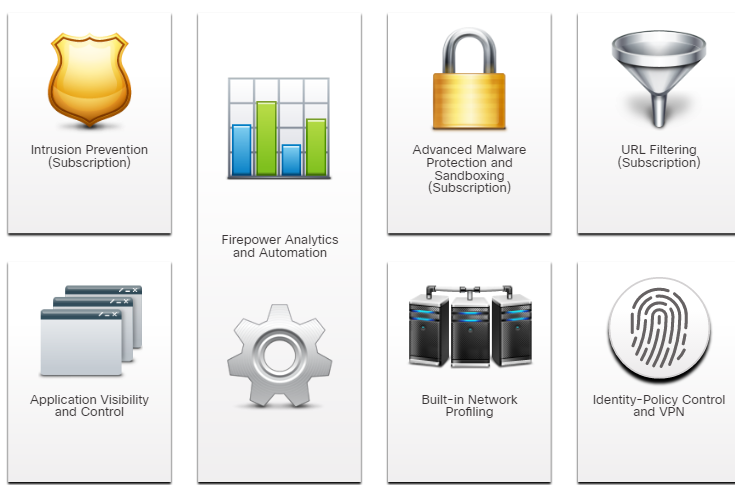 Intrusion Prevention
(Subscription)
Firepower Analytics
and Automation
Advanced Malware
Protection and
Sandboxing
(Subscription)
URL Filtering
(Subscription)
Application Visibility
and Control
Built-in Network
Profiling
Identity-Policy Control
and VPN